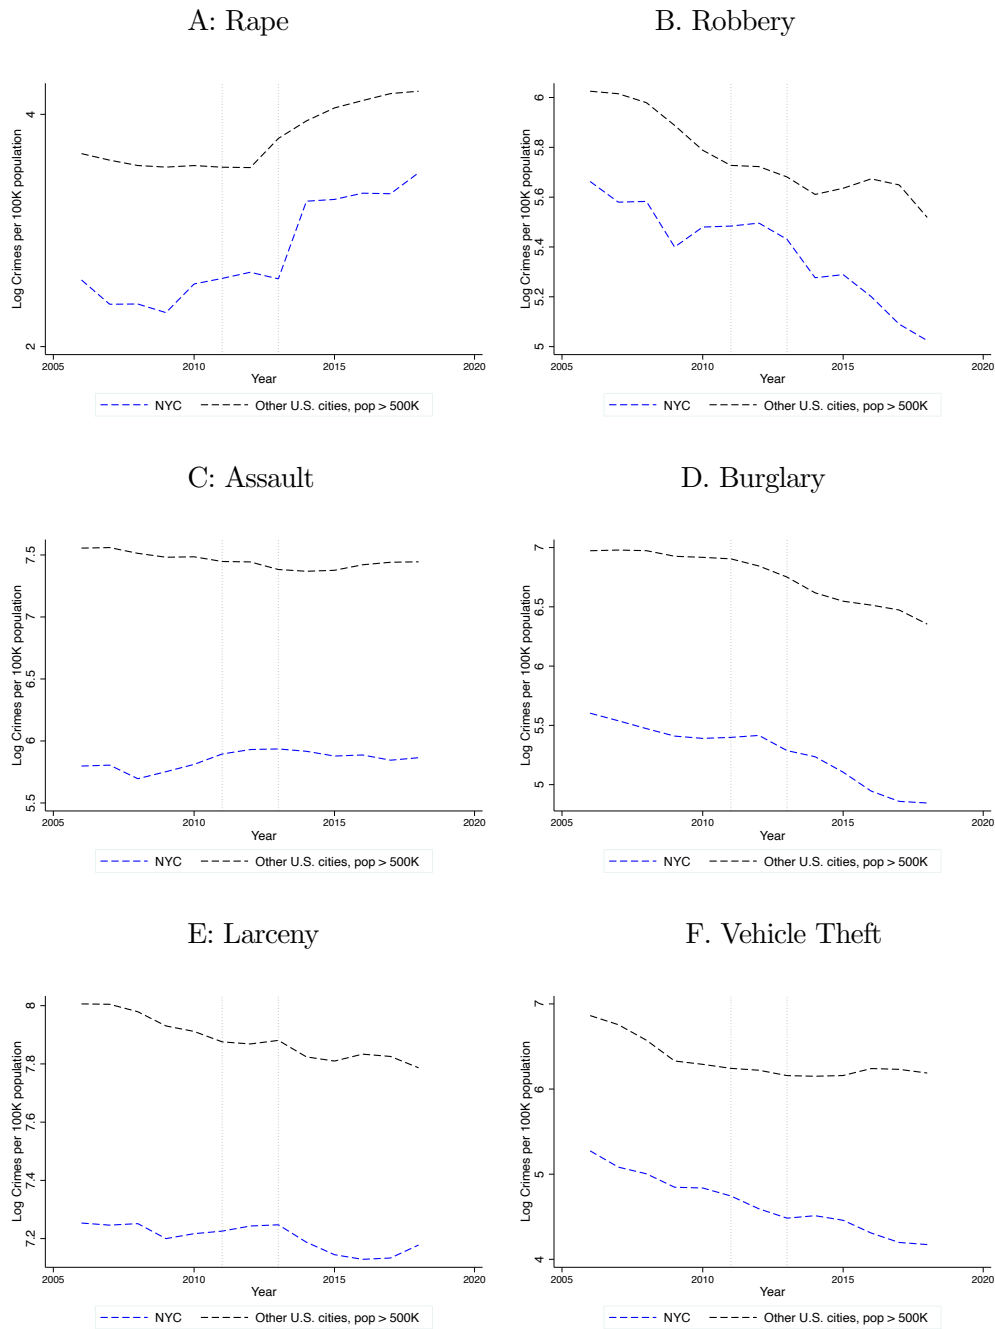 A: Rape
B. Robbery
Log Crimes per 100K population
4
2
2005
2010
2015
2020
Year
NYC
Other U.S. cities, pop > 500K
Log Crimes per 100K population
6
5.8
5.6
5.4
5.2
5
2005
2010
2015
2020
Year
NYC
Other U.S. cities, pop > 500K
C: Assault
D. Burglary
Log Crimes per 100K population
7.5
7
6.5
6
5.5
2005
2010
2015
2020
Year
NYC
Other U.S. cities, pop > 500K
Log Crimes per 100K population
7
6.5
6
5.5
5
2005
2010
2015
2020
Year
NYC
Other U.S. cities, pop > 500K
E: Larceny
F. Vehicle Theft
Log Crimes per 100K population
8
7.8
7.6
7.4
7.2
2005
2010
2015
2020
Year
NYC
Other U.S. cities, pop > 500K
Log Crimes per 100K population
7
6
5
4
2005
2010
2015
2020
Year
NYC
Other U.S. cities, pop > 500K